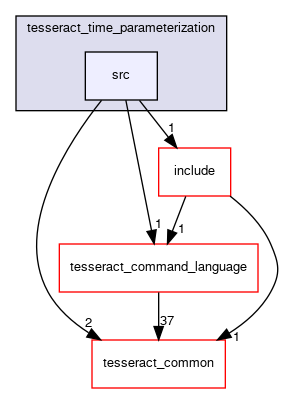 tesseract_time_parameterization
src
1
include
1
1
tesseract_command_language
2
37
1
tesseract_common